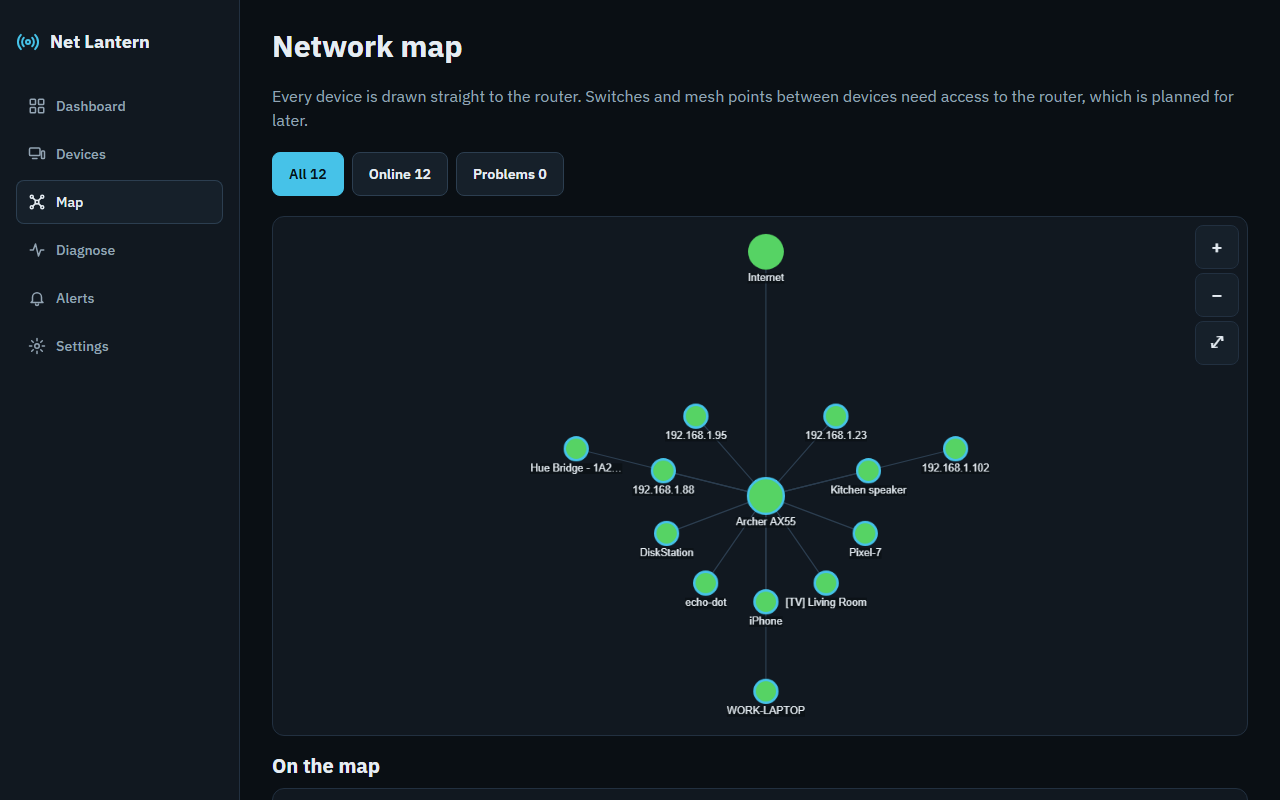 Net Lantern
Dashboard
Devices
Map
Diagnose
Alerts
Settings
Network map
Every device is drawn straight to the router. Switches and mesh points between devices need access to the router, which is planned for
later.
All 12
Online 12
Problems 0
+
−
Internet
192.168.1.95
192.168.1.23
Hue Bridge - 1A2...
192.168.1.102
192.168.1.88
Kitchen speaker
Archer AX55
DiskStation
Pixel-7
echo-dot
[TV] Living Room
iPhone
WORK-LAPTOP
On the map